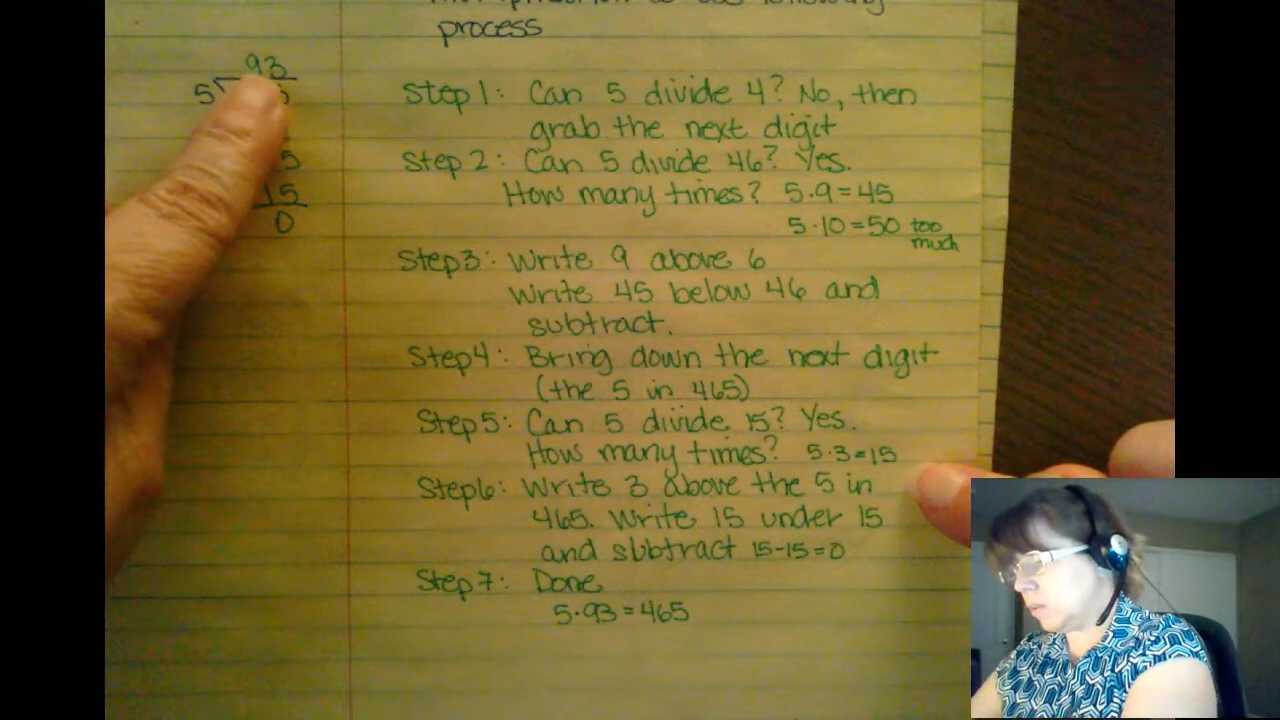 process
93
5
5
15
0
Step 1: Can 5 divide 4? No, then
grab the next digit
Step 2: Can 5 divide 46? Yes.
How many times? 5·9=45
5·10=50 too
much
Step 3: Write 9 above 6
Write 45 below 46 and
subtract.
Step 4: Bring down the next digit
(the 5 in 465)
Step 5: Can 5 divide 15? Yes.
How many times? 5·3=15
Step 6: Write 3 above the 5 in
465. Write 15 under 15
and subtract 15-15=0
Step 7: Done
5·93=465